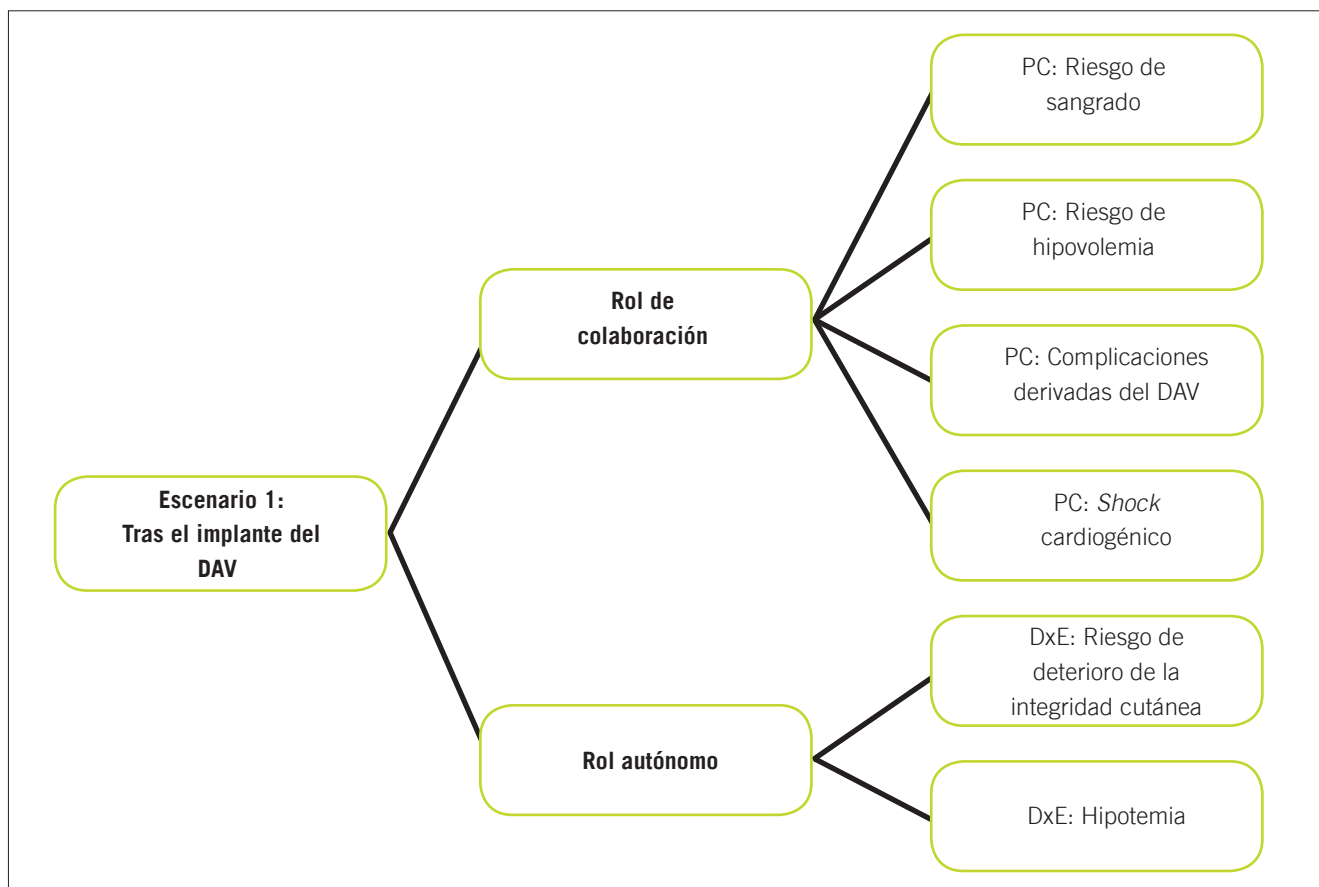 PC: Riesgo de
sangrado
PC: Riesgo de
hipovolemia
Rol de
colaboración
PC: Complicaciones
derivadas del DAV
PC: Shock
cardiogénico
Escenario 1:
Tras el implante del
DAV
DxE: Riesgo de
deterioro de la
integridad cutánea
Rol autónomo
DxE: Hipotemia